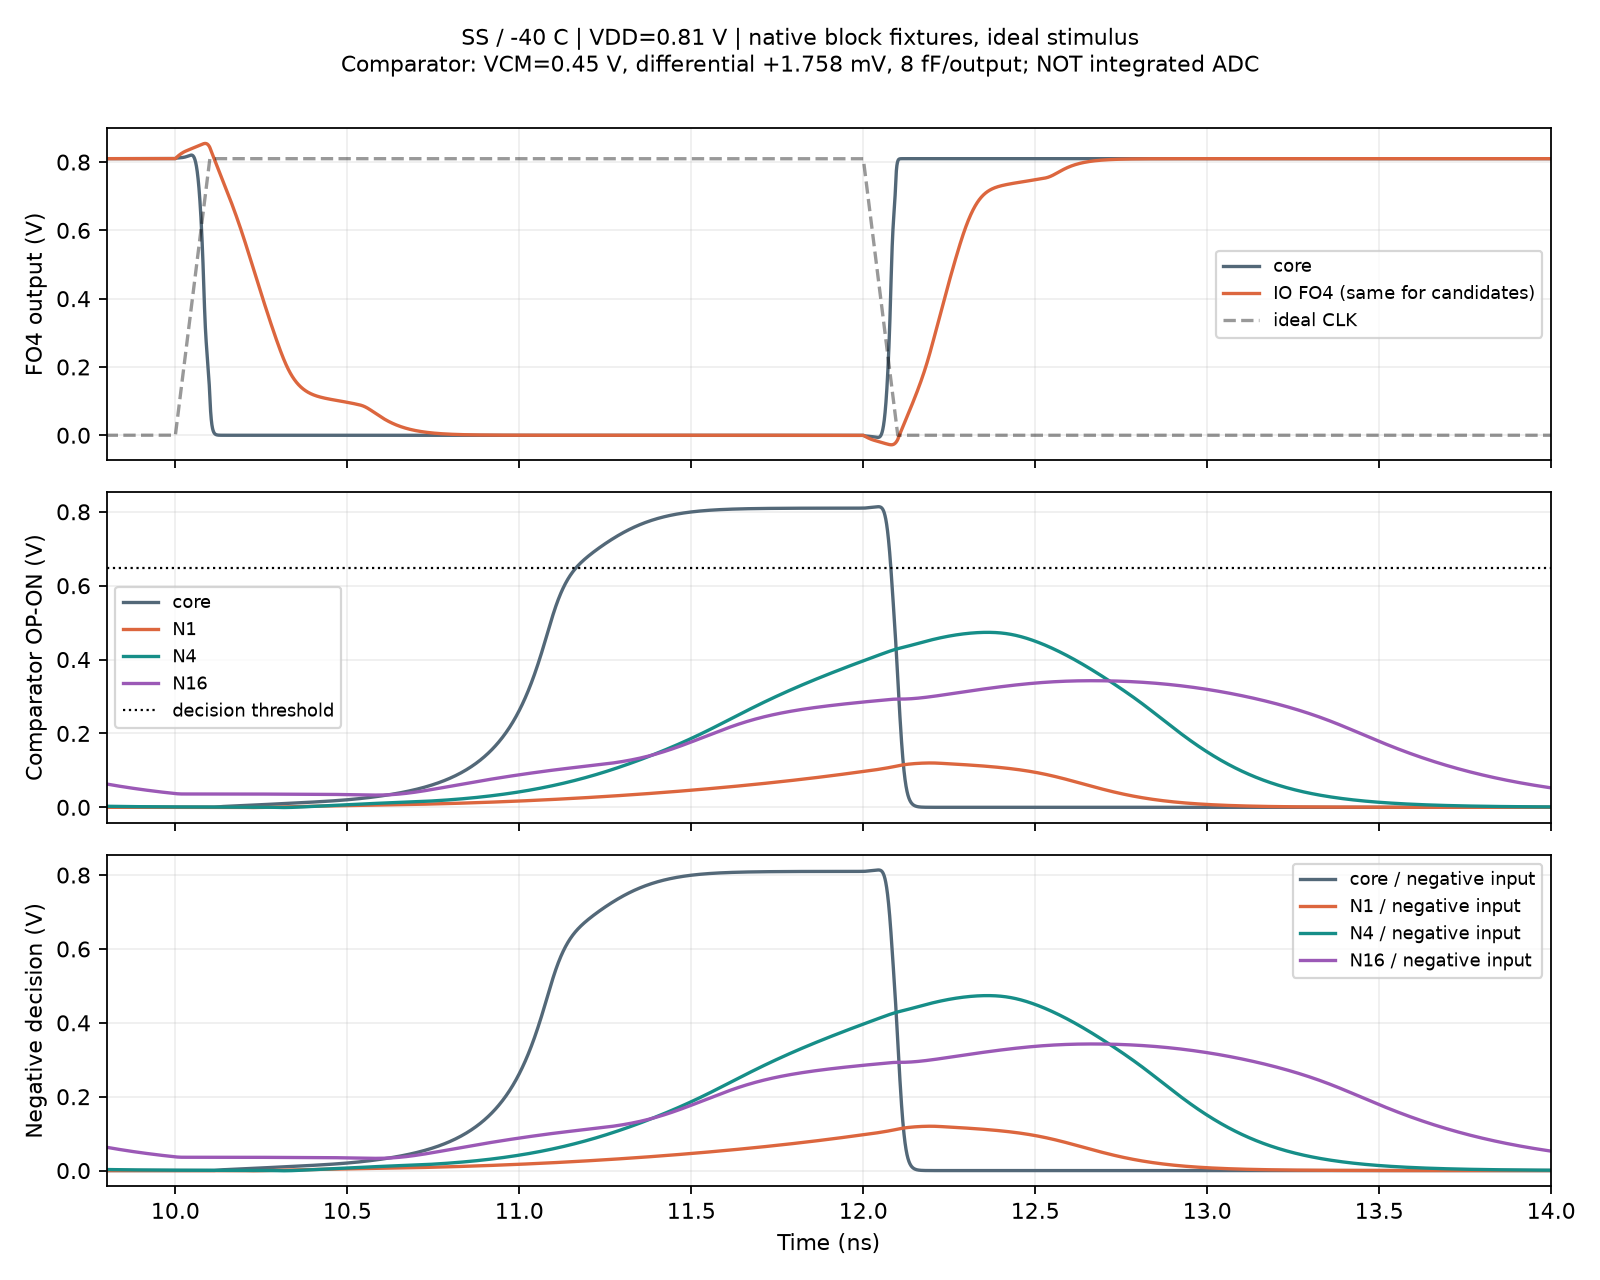 SS / -40 C | VDD=0.81 V | native block fixtures, ideal stimulus
Comparator: VCM=0.45 V, differential +1.758 mV, 8 fF/output; NOT integrated ADC
FO4 output (V)
0.8
0.6
0.4
0.2
0.0
core
IO FO4 (same for candidates)
ideal CLK
Comparator OP-ON (V)
0.8
0.6
0.4
0.2
0.0
core
N1
N4
N16
decision threshold
Negative decision (V)
0.8
0.6
0.4
0.2
0.0
core / negative input
N1 / negative input
N4 / negative input
N16 / negative input
10.0 10.5 11.0 11.5 12.0 12.5 13.0 13.5 14.0
Time (ns)